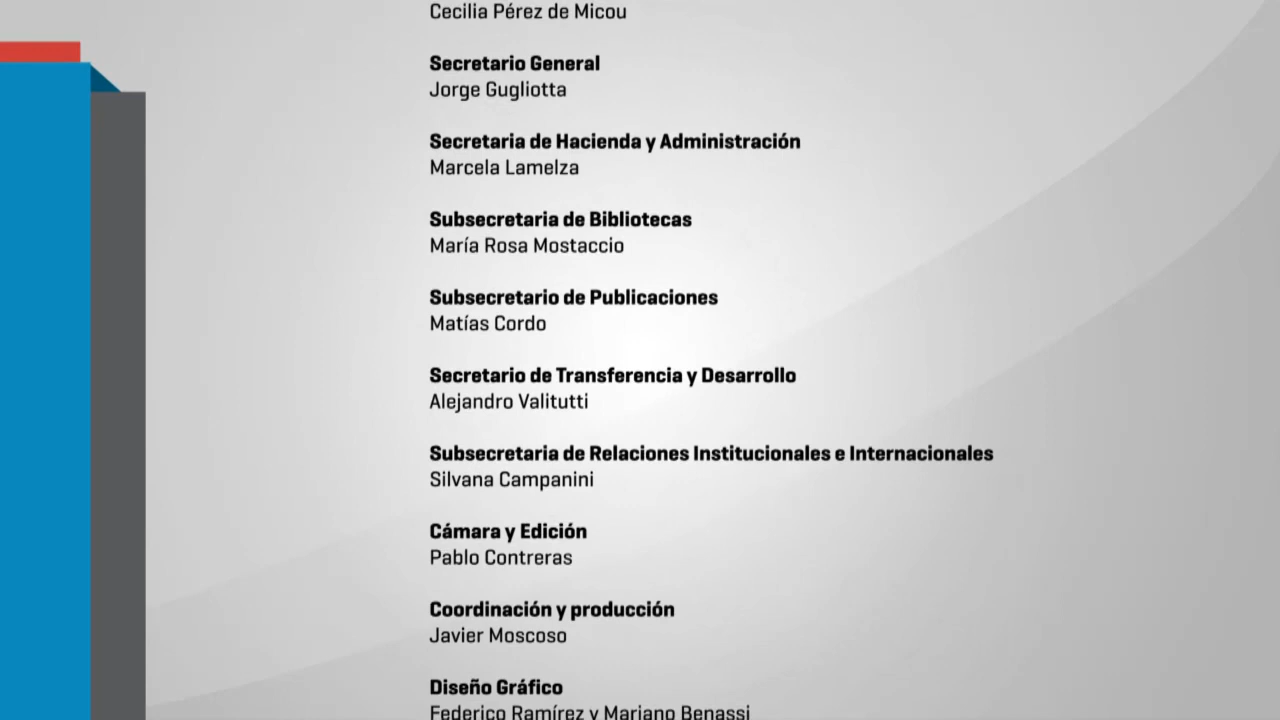 Cecilia Pérez de Micou
Secretario General
Jorge Gugliotta
Secretaria de Hacienda y Administración
Marcela Lamelza
Subsecretaria de Bibliotecas
María Rosa Mostaccio
Subsecretario de Publicaciones
Matías Cordo
Secretario de Transferencia y Desarrollo
Alejandro Valitutti
Subsecretaria de Relaciones Institucionales e Internacionales
Silvana Campanini
Cámara y Edición
Pablo Contreras
Coordinación y producción
Javier Moscoso
Diseño Gráfico
Federico Ramírez y Mariano Benassi